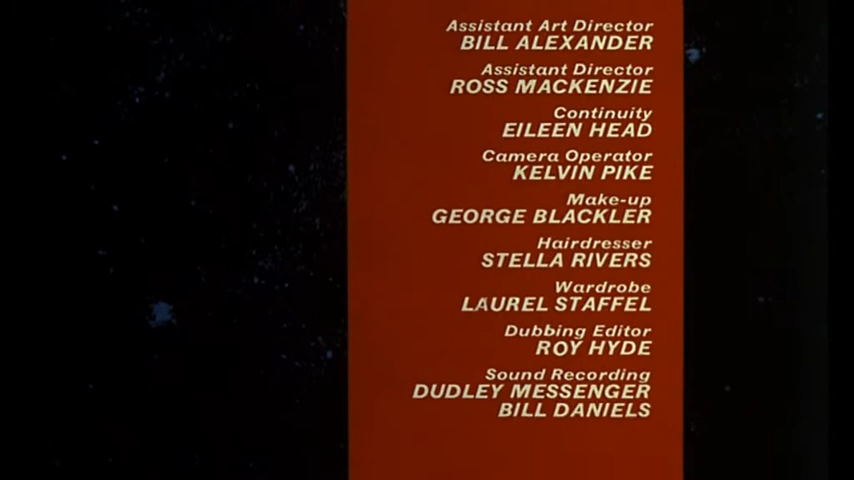 Assistant Art Director
BILL ALEXANDER
Assistant Director
ROSS MACKENZIE
Continuity
EILEEN HEAD
Camera Operator
KELVIN PIKE
Make-up
GEORGE BLACKLER
Hairdresser
STELLA RIVERS
Wardrobe
LAUREL STAFFEL
Dubbing Editor
ROY HYDE
Sound Recording
DUDLEY MESSENGER
BILL DANIELS